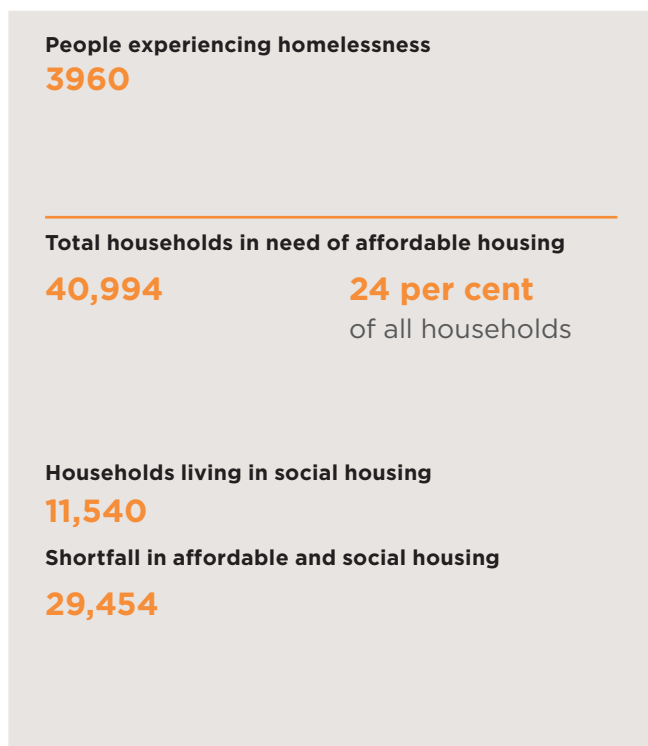 People experiencing homelessness
3960
Total households in need of affordable housing
40,994
24 per cent
of all households
Households living in social housing
11,540
Shortfall in affordable and social housing
29,454